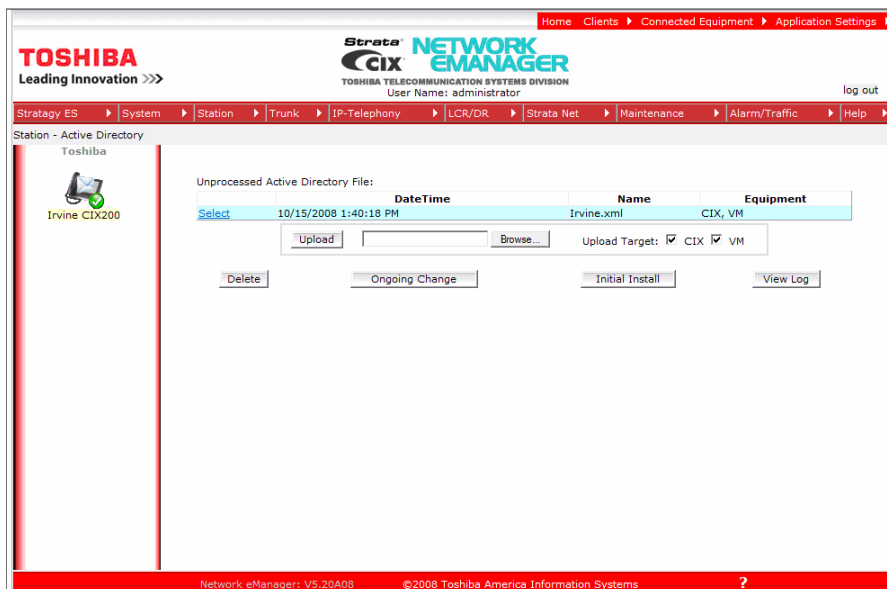 Home Clients Connected Equipment Application Settings
TOSHIBA
Leading Innovation >>>
Strata CIX NETWORK EMANAGER
TOSHIBA TELECOMMUNICATION SYSTEMS DIVISION
User Name: administrator
log out
Stratagy ES System Station Trunk IP-Telephony LCR/DR Strata Net Maintenance Alarm/Traffic Help
Station - Active Directory
Toshiba
Irvine CIX200
Unprocessed Active Directory File:
DateTime Name Equipment
Select 10/15/2008 1:40:18 PM Irvine.xml CIX, VM
Upload Browse... Upload Target: CIX VM
Delete Ongoing Change Initial Install View Log
Network eManager: V5.20A08 ©2008 Toshiba America Information Systems ?